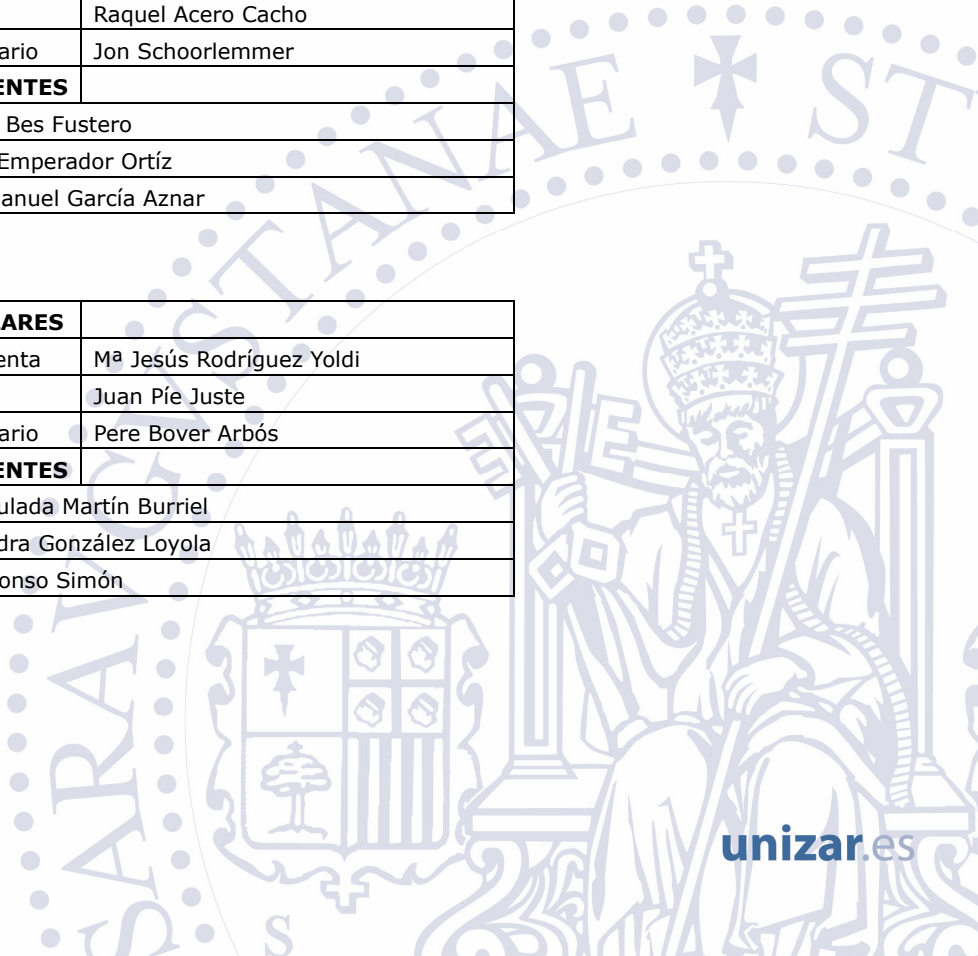 Raquel Acero Cacho
ario Jon Schoorlemmer
ENTES
Bes Fustero
Emperador Ortíz
anuel García Aznar
ARES
enta Mª Jesús Rodríguez Yoldi
Juan Píe Juste
ario Pere Bover Arbós
ENTES
ulada Martín Burriel
dra González Loyola
onso Simón
unizar.es
SARAVGVSTANAE ST
S